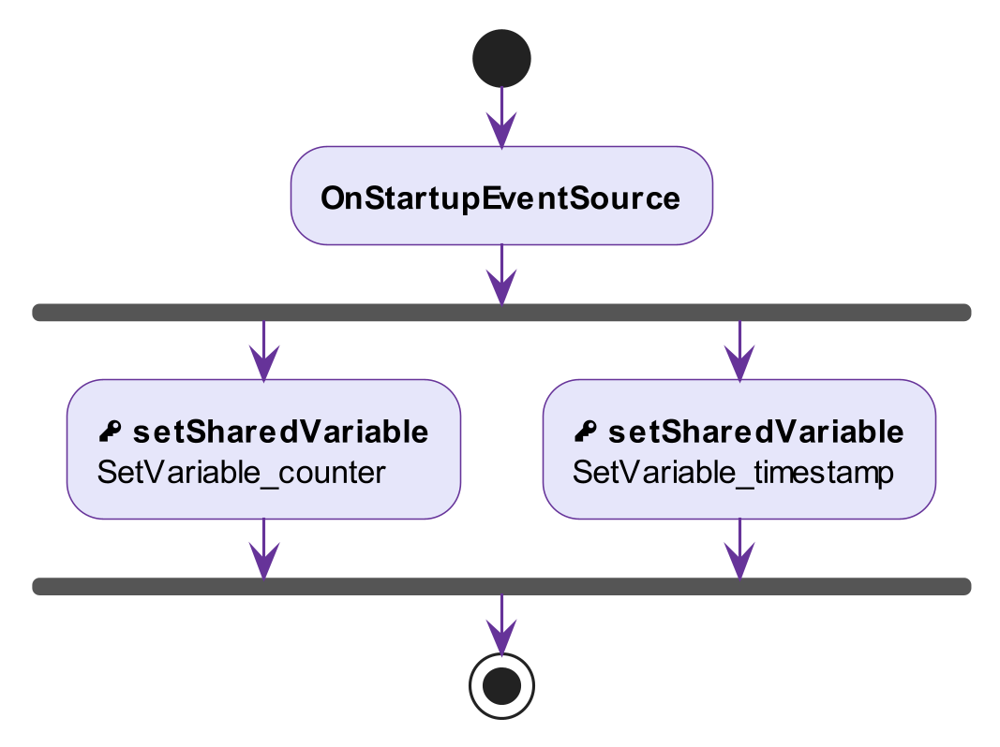 OnStartupEventSource
setSharedVariable
SetVariable_counter
setSharedVariable
SetVariable_timestamp